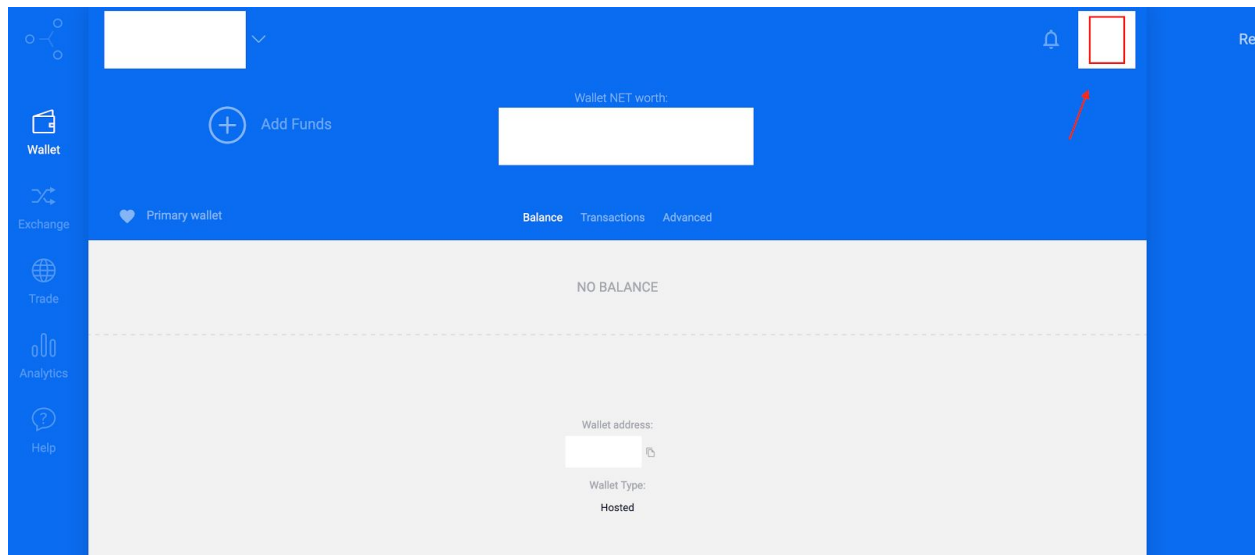 Re
Wallet NET worth:
Add Funds
Wallet
Exchange
Primary wallet
Balance Transactions Advanced
NO BALANCE
Trade
Analytics
Wallet address:
Help
Wallet Type:
Hosted